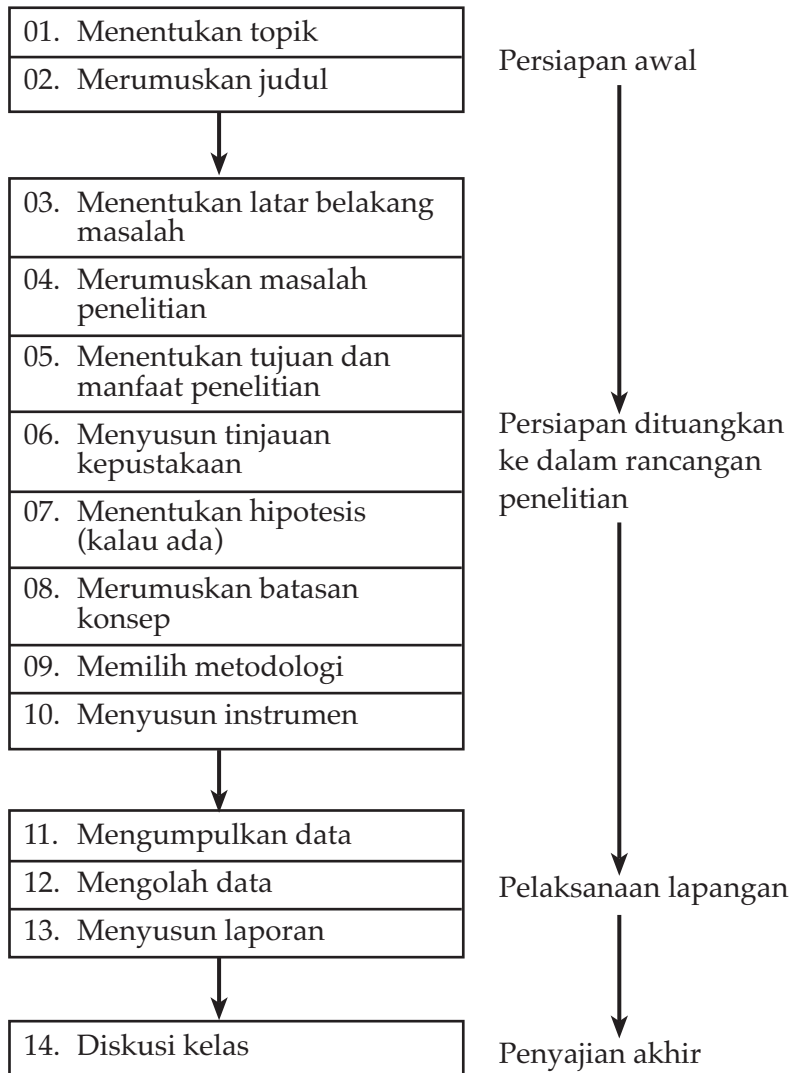 01. Menentukan topik
02. Merumuskan judul
Persiapan awal
03. Menentukan latar belakang
masalah
04. Merumuskan masalah
penelitian
05. Menentukan tujuan dan
manfaat penelitian
06. Menyusun tinjauan
kepustakaan
07. Menentukan hipotesis
(kalau ada)
08. Merumuskan batasan
konsep
09. Memilih metodologi
10. Menyusun instrumen
Persiapan dituangkan
ke dalam rancangan
penelitian
11. Mengumpulkan data
12. Mengolah data
13. Menyusun laporan
Pelaksanaan lapangan
14. Diskusi kelas
Penyajian akhir